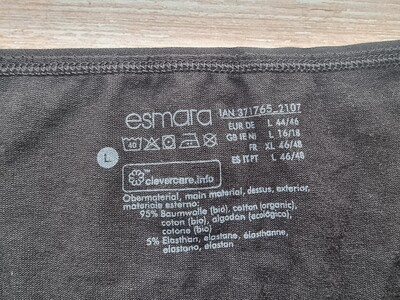 esmara
IAN 371765_2107
EUR DE L 44/46
GB IE NI L 16/18
FR XL 46/48
ES IT PT L 46/48
40
L
clevercare.info
Obermaterial, main material, dessus, exterior,
materiale esterno:
95% Baumwolle (bio), cotton (organic),
coton (bio), algodón (ecológico),
cotone (bio)
5% Elasthan, elastane, élasthanne,
elastano, elastan